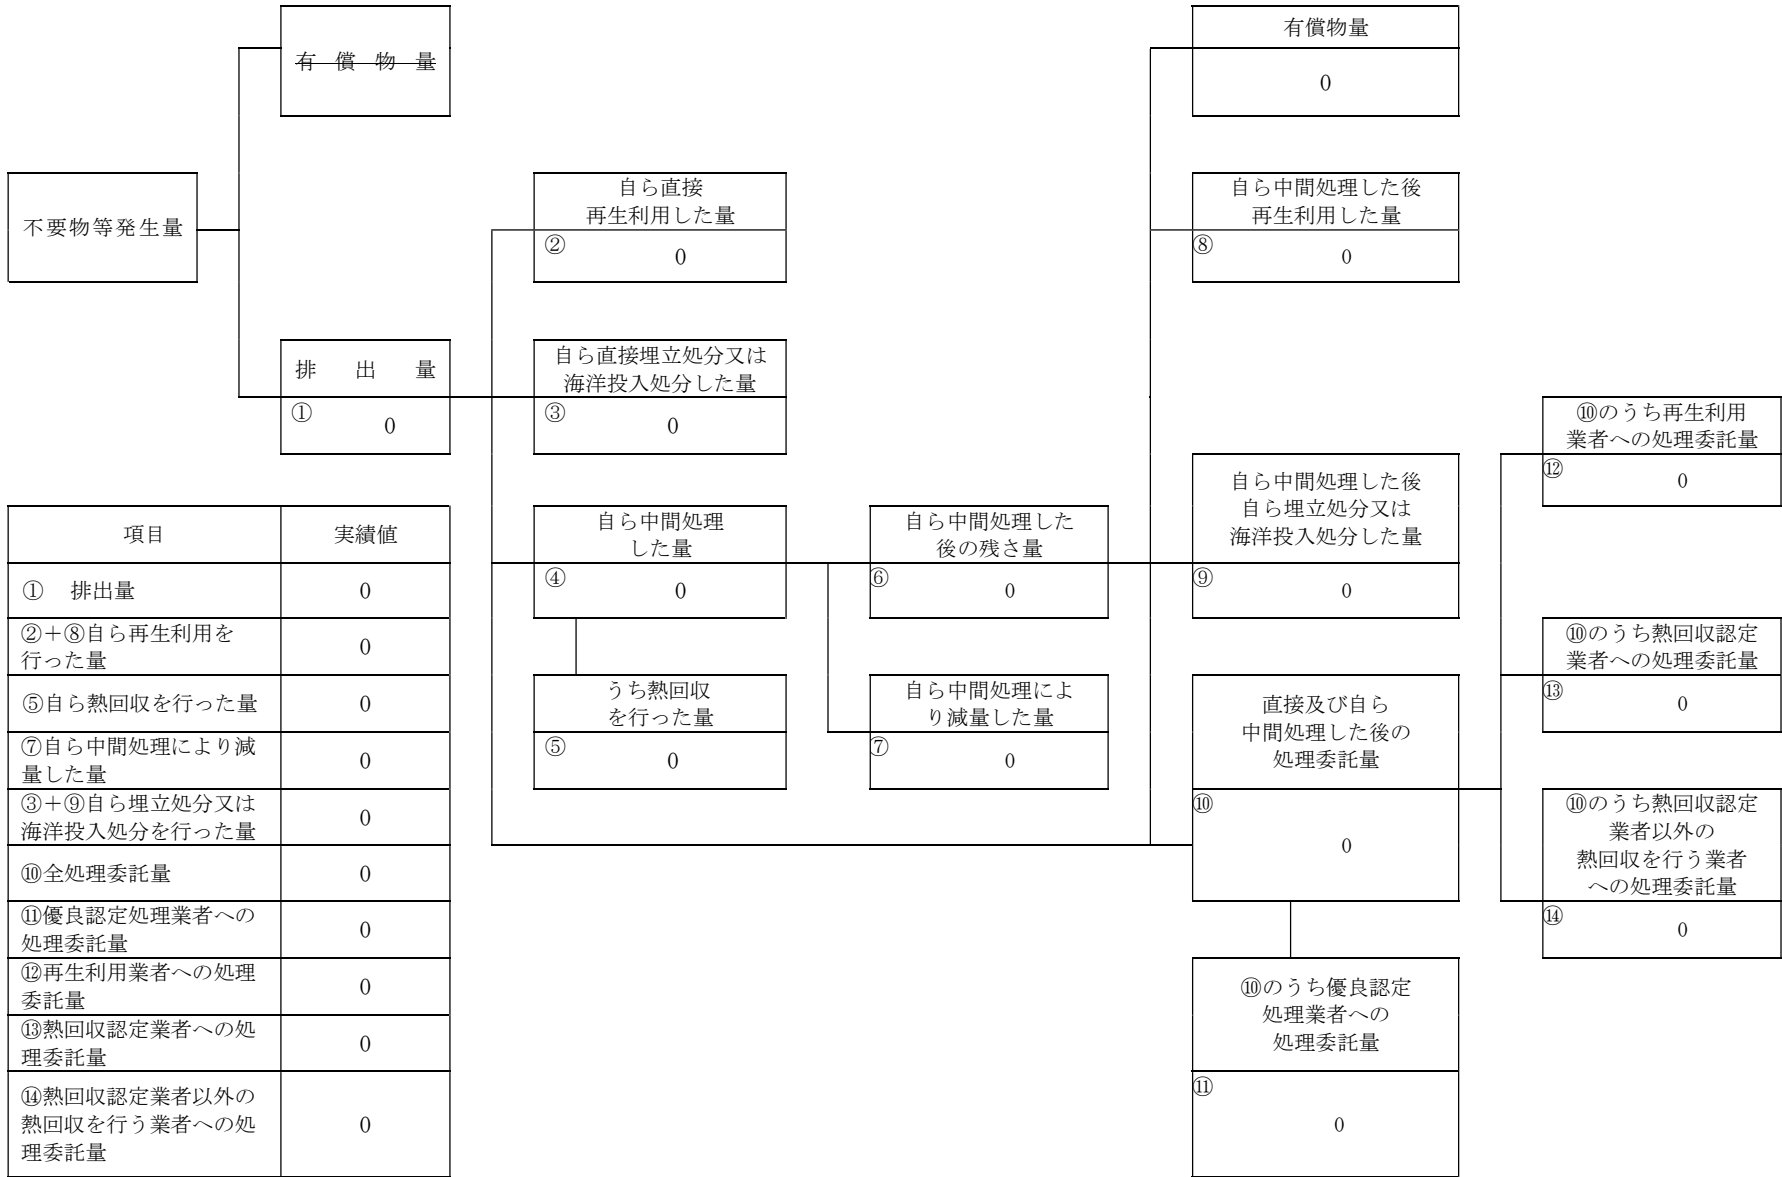 有償物量
有償物量
0
不要物等発生量
自ら直接
再生利用した量
② 0
自ら中間処理した後
再生利用した量
⑧ 0
排出量
① 0
自ら直接埋立処分又は
海洋投入処分した量
③ 0
⑩のうち再生利用
業者への処理委託量
⑫ 0
自ら中間処理
した量
④ 0
自ら中間処理した
後の残さ量
⑥ 0
自ら中間処理した後
自ら埋立処分又は
海洋投入処分した量
⑨ 0
⑩のうち熱回収認定
業者への処理委託量
⑬ 0
うち熱回収
を行った量
⑤ 0
自ら中間処理によ
り減量した量
⑦ 0
直接及び自ら
中間処理した後の
処理委託量
⑩
0
⑩のうち熱回収認定
業者以外の
熱回収を行う業者
への処理委託量
⑭ 0
⑩のうち優良認定
処理業者への
処理委託量
⑪
0
項目 実績値
① 排出量 0
②+⑧自ら再生利用を
行った量 0
⑤自ら熱回収を行った量 0
⑦自ら中間処理により減
量した量 0
③+⑨自ら埋立処分又は
海洋投入処分を行った量 0
⑩全処理委託量 0
⑪優良認定処理業者への
処理委託量 0
⑫再生利用業者への処理
委託量 0
⑬熱回収認定業者への処
理委託量 0
⑭熱回収認定業者以外の
熱回収を行う業者への処
理委託量 0